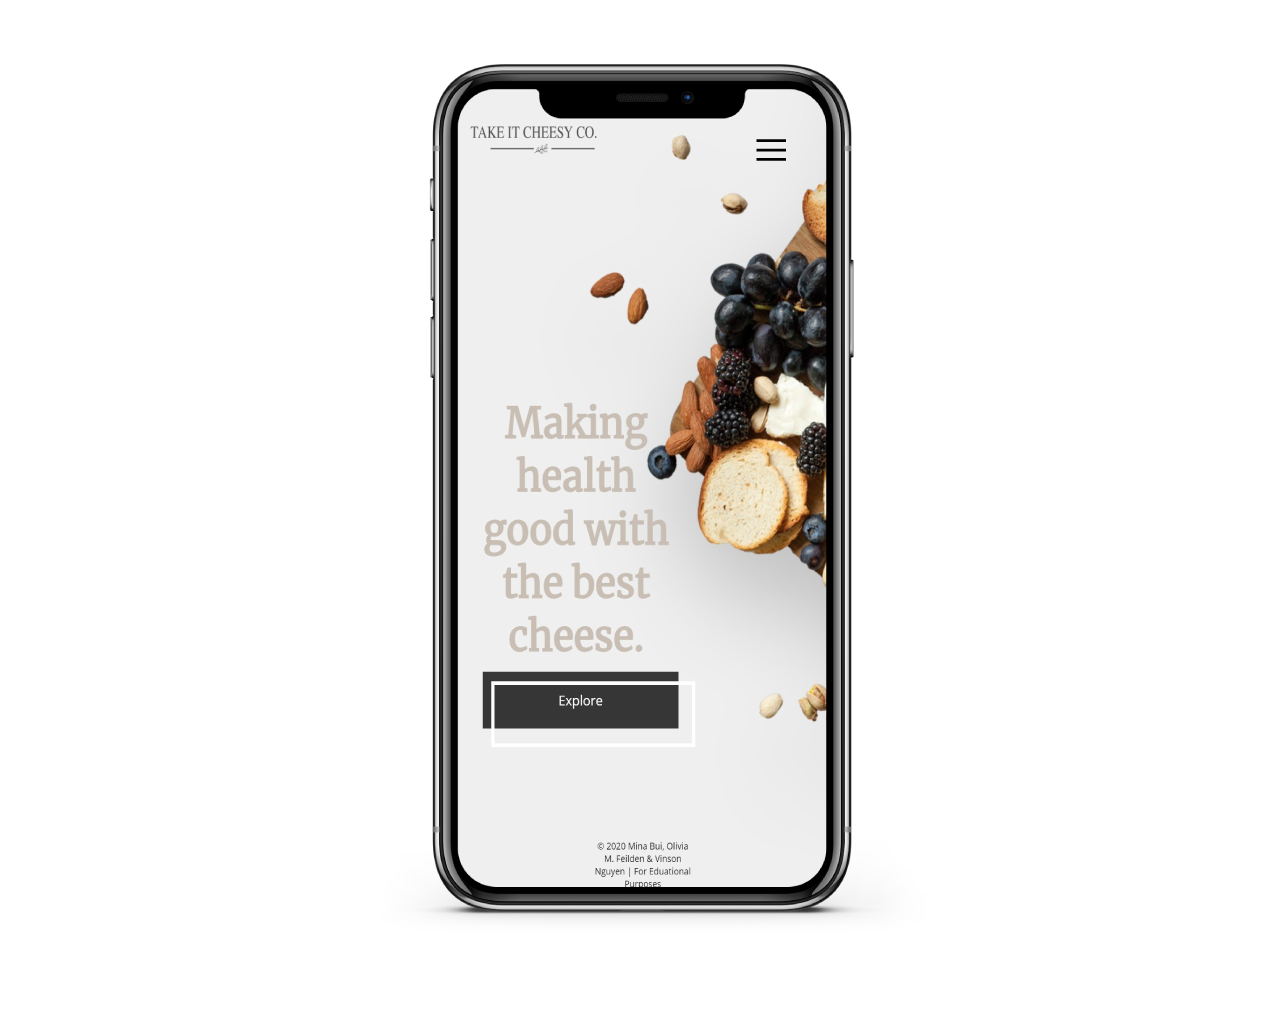 TAKE IT CHEESY CO.
Making
health
good with
the best
cheese.
Explore
© 2020 Mina Bui, Olivia
M. Feilden & Vinson
Nguyen | For Eduational
Purposes